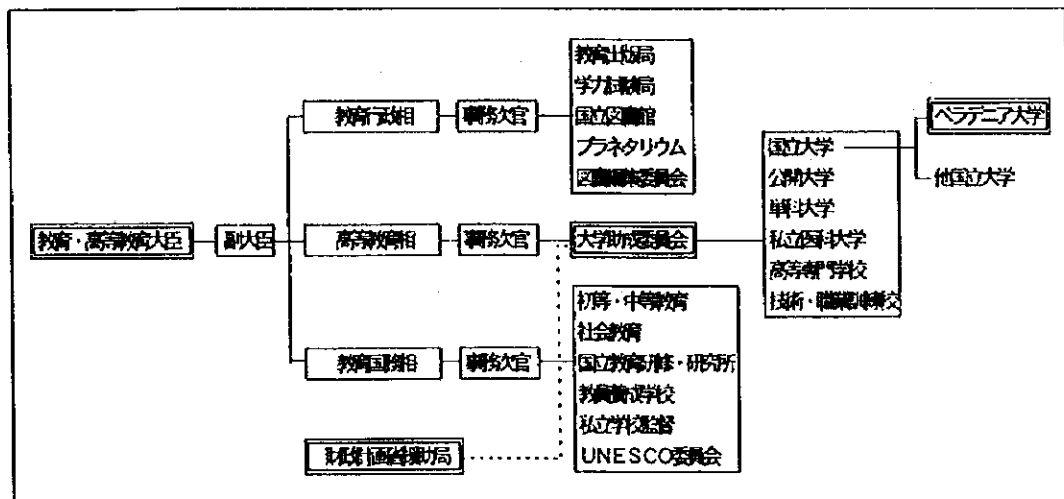 教育出版局
学力試験局
教育行政相
事務次官
国立図書館
プラネタリウム
図書編集委員会
ペラデニア大学
国立大学
他国立大学
公開大学
単科大学
私立医科大学
高等専門学校
技術・職業訓練校
教育・高等教育大臣
副大臣
高等教育相
事務次官
大学助成委員会
初等・中等教育
社会教育
教育国務相
事務次官
国立教育研修・研究所
教員養成学校
私立学校監督
UNESCO委員会
財政計画省援助局